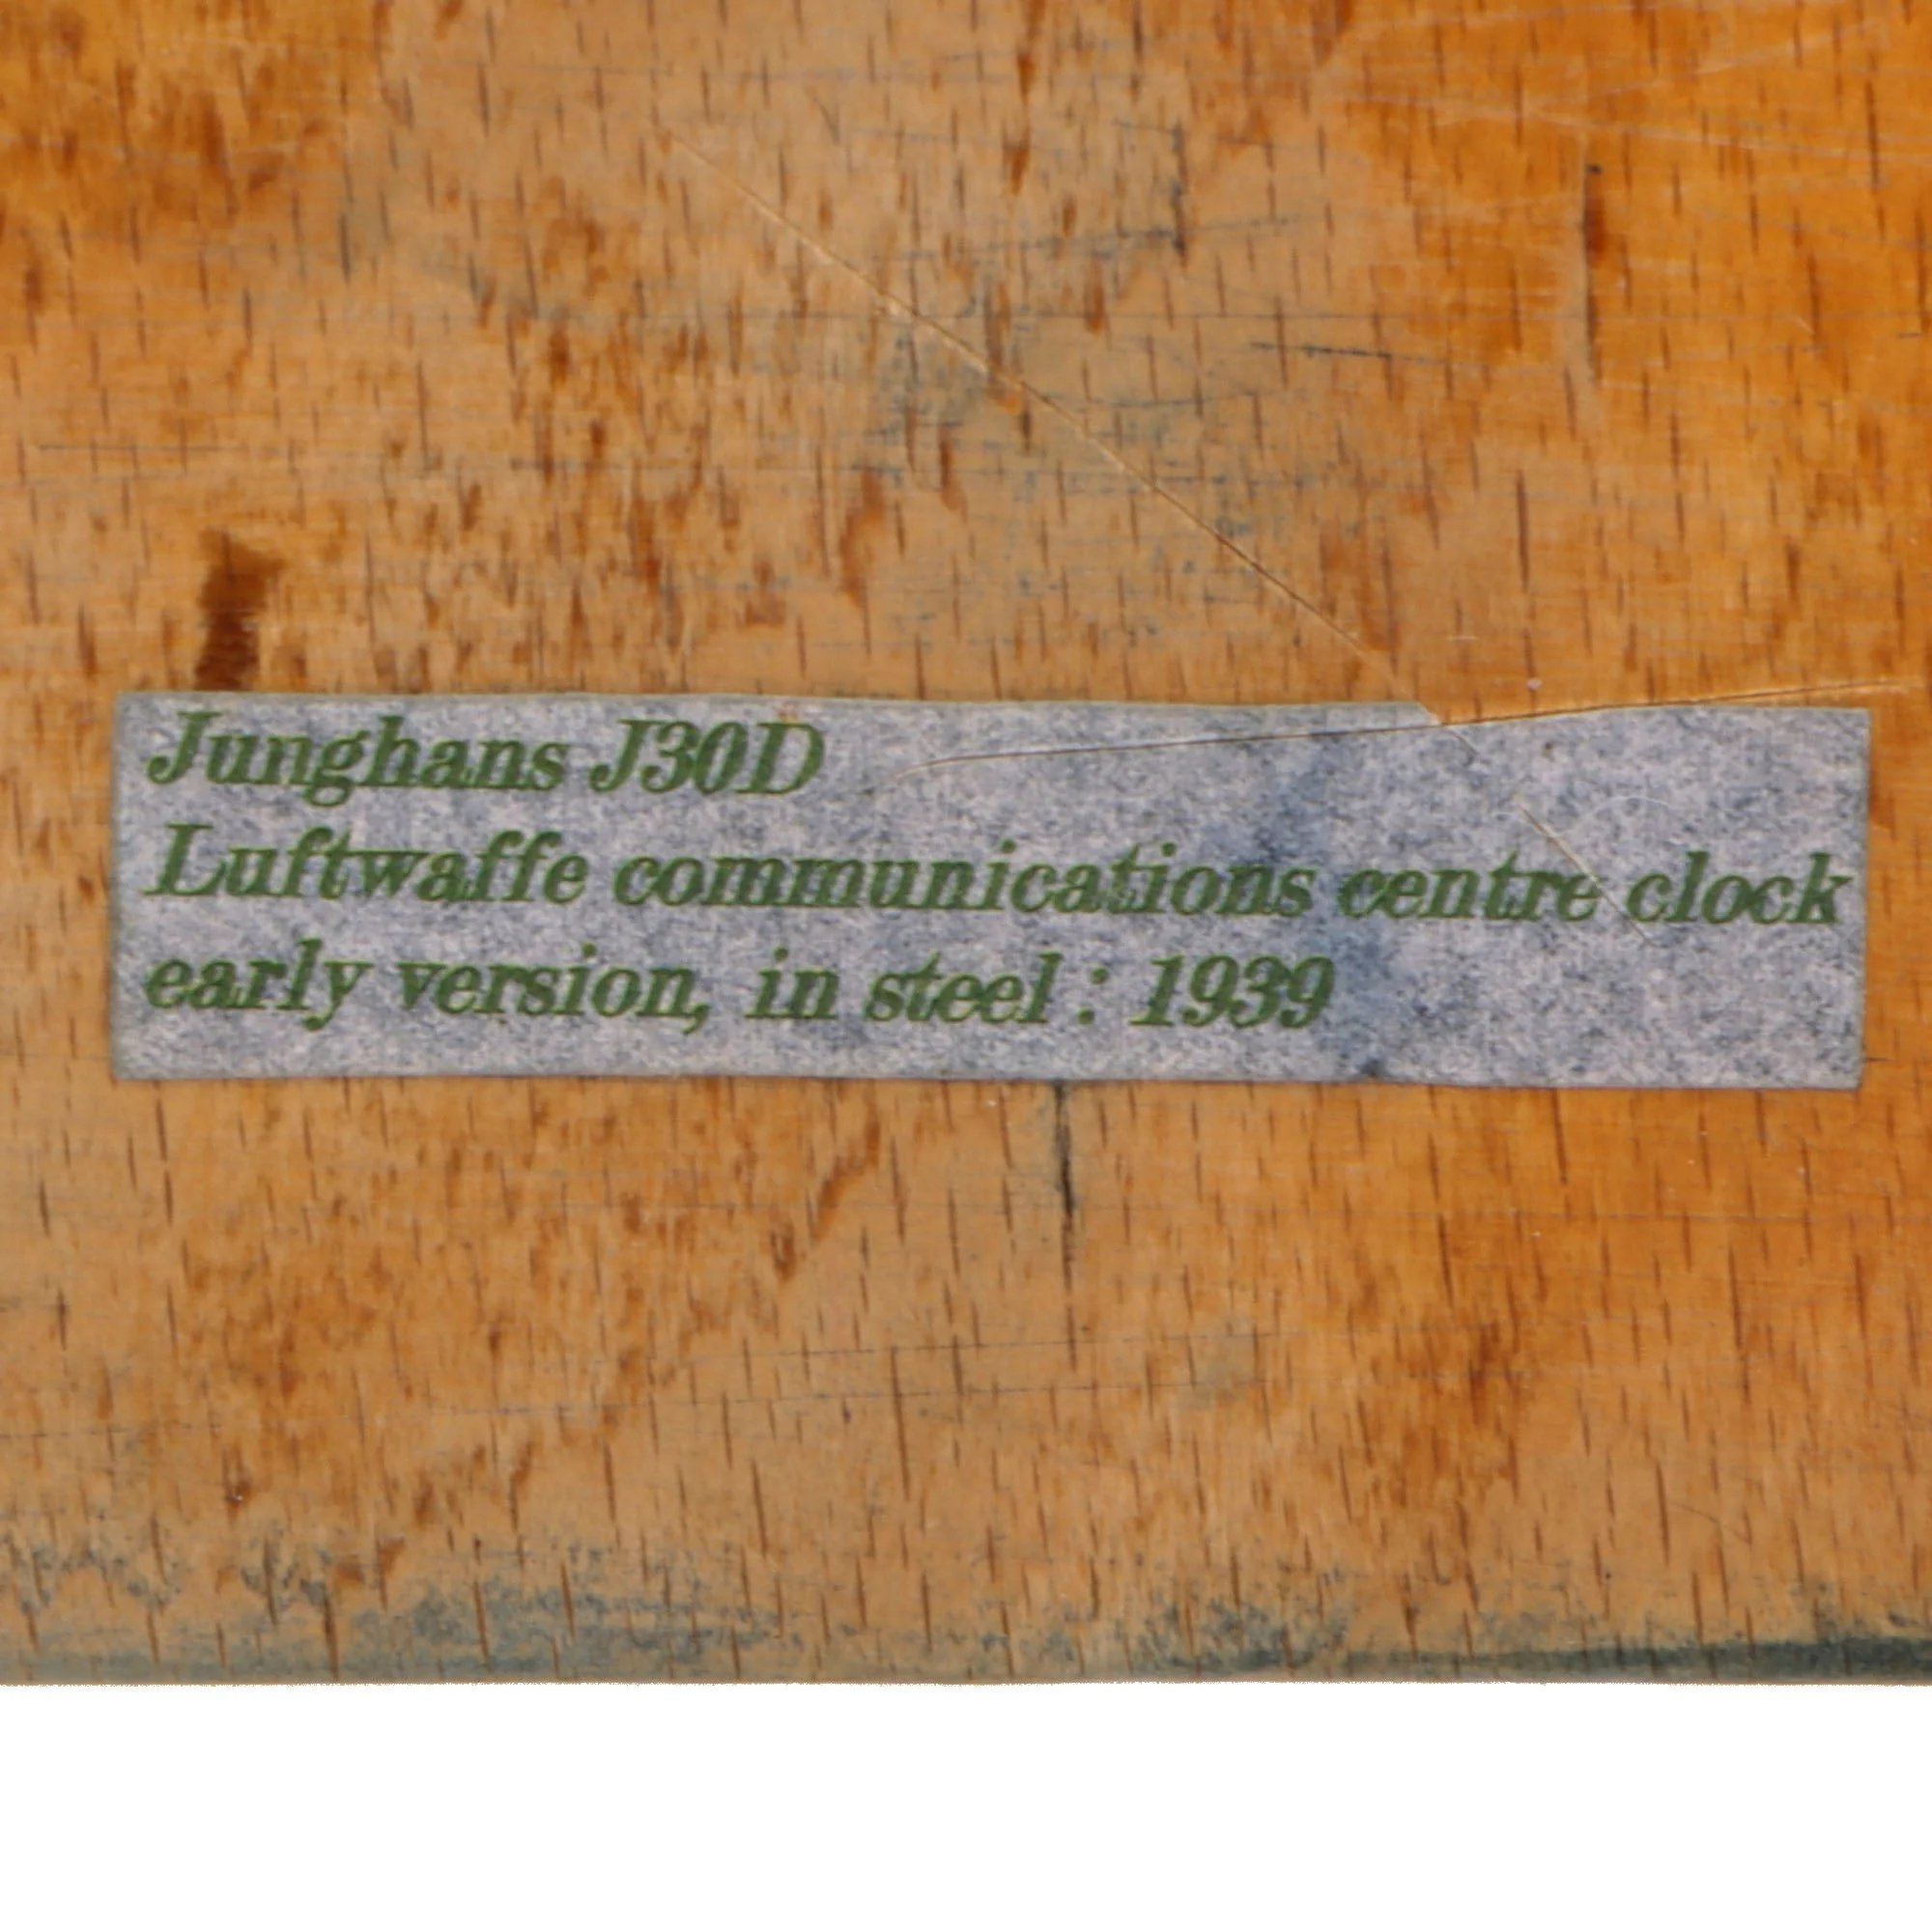 Junghans J30D
Luftwaffe communications centre clock
early version, in steel : 1939